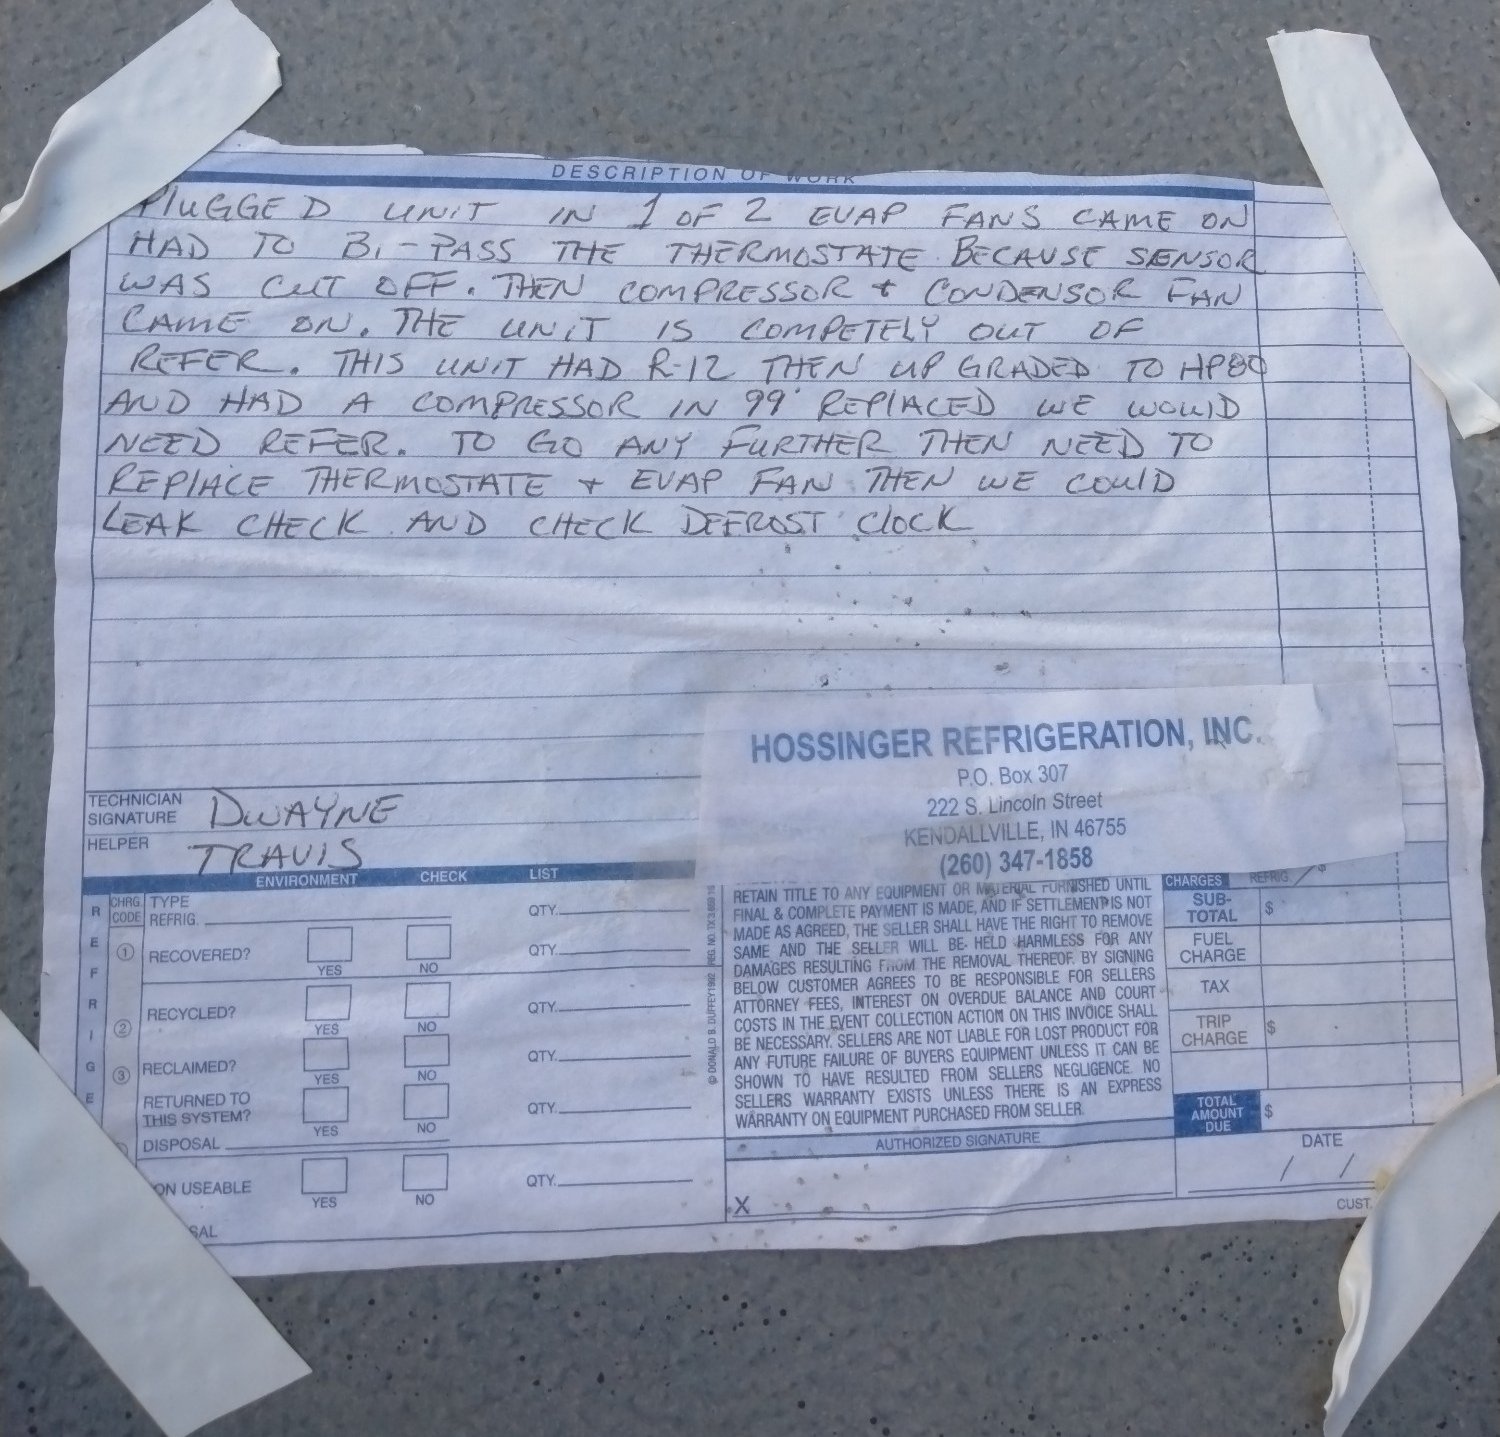 DESCRIPTION OF WORK
PLUGGED UNIT IN 1 OF 2 EVAP FANS CAME ON
HAD TO BI-PASS THE THERMOSTATE BECAUSE SENSOR
WAS CUT OFF. THEN COMPRESSOR + CONDENSOR FAN
CAME ON. THE UNIT IS COMPETELY OUT OF
REFER. THIS UNIT HAD R-12 THEN UP GRADED TO HP80
AND HAD A COMPRESSOR IN 99' REPLACED WE WOULD
NEED REFER. TO GO ANY FURTHER THEN NEED TO
REPLACE THERMOSTATE + EVAP FAN THEN WE COULD
LEAK CHECK AND CHECK DEFROST CLOCK
HOSSINGER REFRIGERATION, INC.
P.O. Box 307
222 S. Lincoln Street
KENDALLVILLE, IN 46755
(260) 347-1858
TECHNICIAN SIGNATURE DWAYNE
HELPER TRAVIS
ENVIRONMENT CHECK LIST
REFRIGE
CHRG. CODE
TYPE REFRIG. QTY.
1 RECOVERED? YES NO QTY.
2 RECYCLED? YES NO QTY.
3 RECLAIMED? YES NO QTY.
RETURNED TO THIS SYSTEM? YES NO QTY.
DISPOSAL
ON USEABLE YES NO QTY.
SAL
© DONALD B. DUFFEY 1992 REG. NO.
RETAIN TITLE TO ANY EQUIPMENT OR MATERIAL FURNISHED UNTIL
FINAL & COMPLETE PAYMENT IS MADE, AND IF SETTLEMENT IS NOT
MADE AS AGREED, THE SELLER SHALL HAVE THE RIGHT TO REMOVE
SAME AND THE SELLER WILL BE HELD HARMLESS FOR ANY
DAMAGES RESULTING FROM THE REMOVAL THEREOF. BY SIGNING
BELOW CUSTOMER AGREES TO BE RESPONSIBLE FOR SELLERS
ATTORNEY FEES, INTEREST ON OVERDUE BALANCE AND COURT
COSTS IN THE EVENT COLLECTION ACTION ON THIS INVOICE SHALL
BE NECESSARY. SELLERS ARE NOT LIABLE FOR LOST PRODUCT FOR
ANY FUTURE FAILURE OF BUYERS EQUIPMENT UNLESS IT CAN BE
SHOWN TO HAVE RESULTED FROM SELLERS NEGLIGENCE. NO
SELLERS WARRANTY EXISTS UNLESS THERE IS AN EXPRESS
WARRANTY ON EQUIPMENT PURCHASED FROM SELLER.
AUTHORIZED SIGNATURE
X
CHARGES REFRIG. / $
SUB-TOTAL $
FUEL CHARGE
TAX
TRIP CHARGE $
TOTAL AMOUNT DUE $
DATE
/ /
CUST.